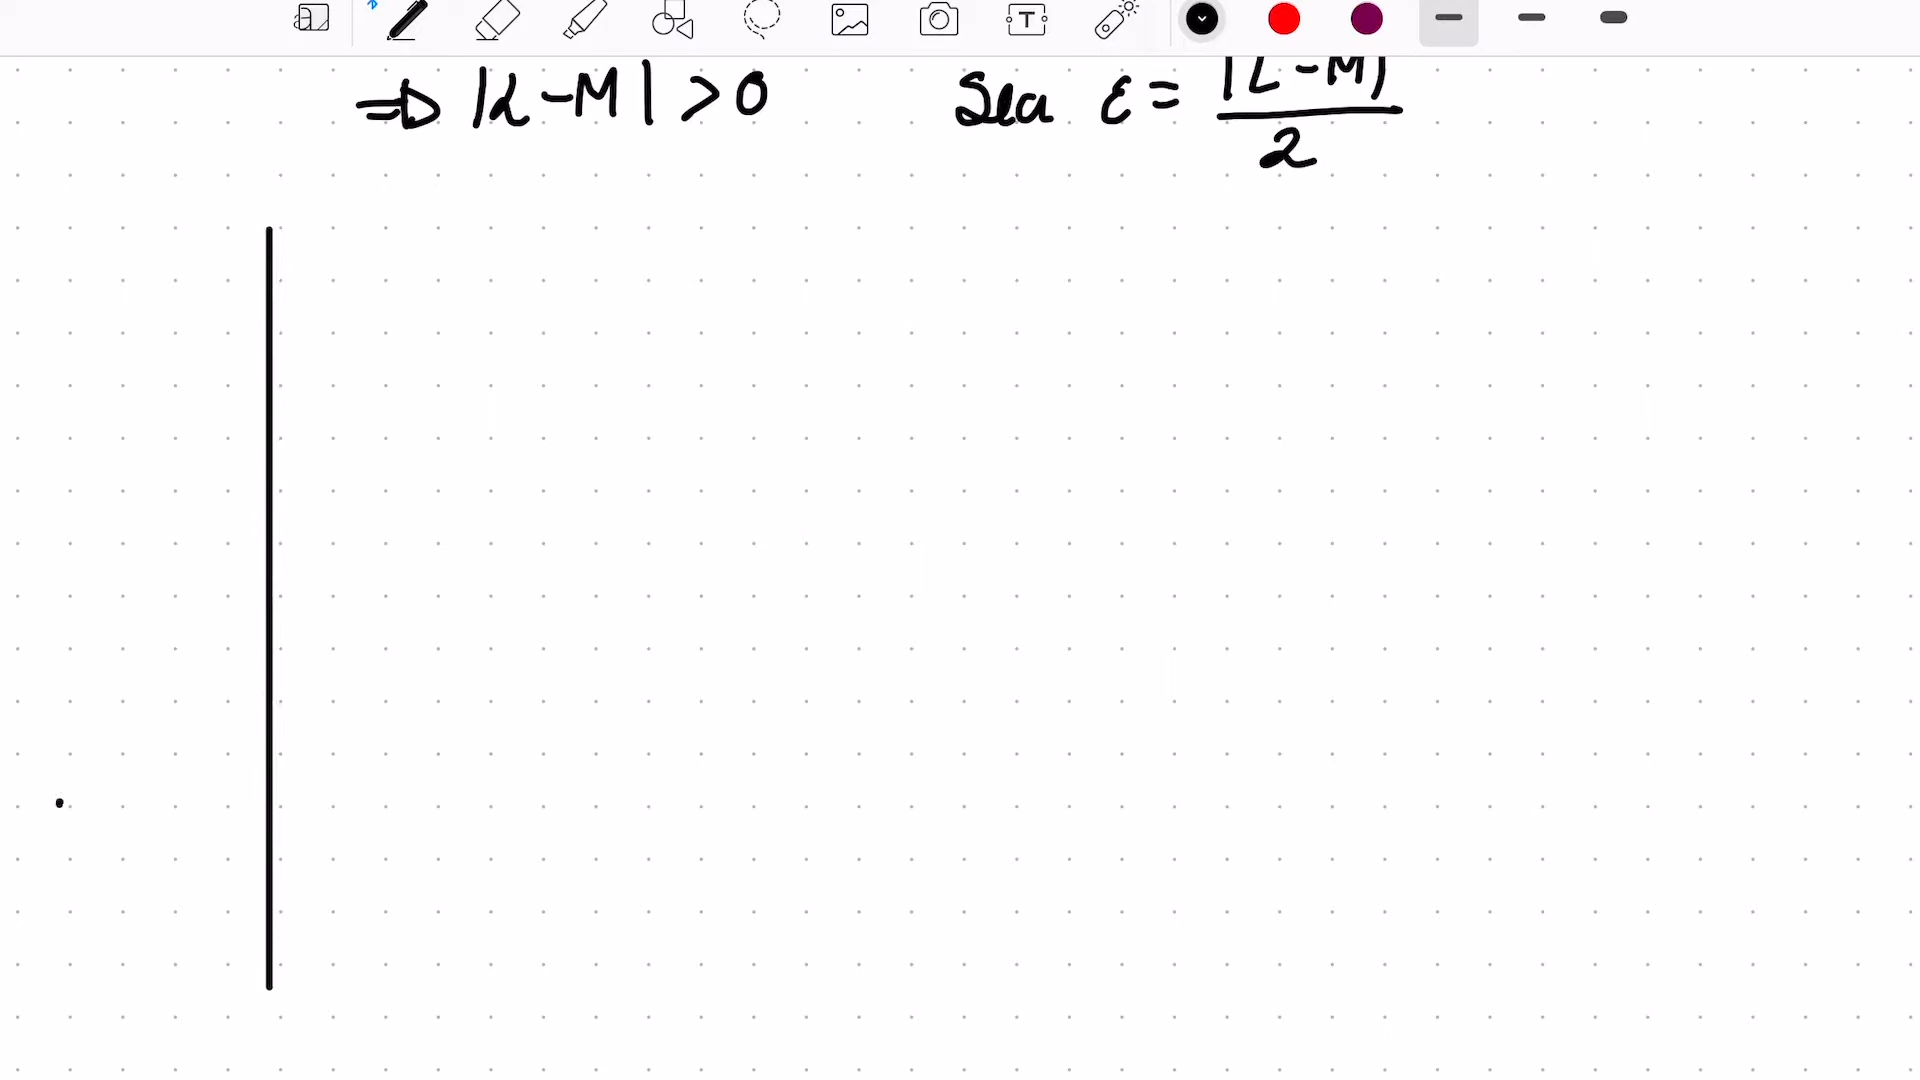 ⇒ |L-M| > 0 Sea ε = |L-M| / 2